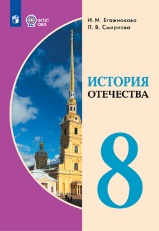 ФГОС
ОВЗ
И. М. Бгажнокова
Л. В. Смирнова
ИСТОРИЯ
ОТЕЧЕСТВА
8